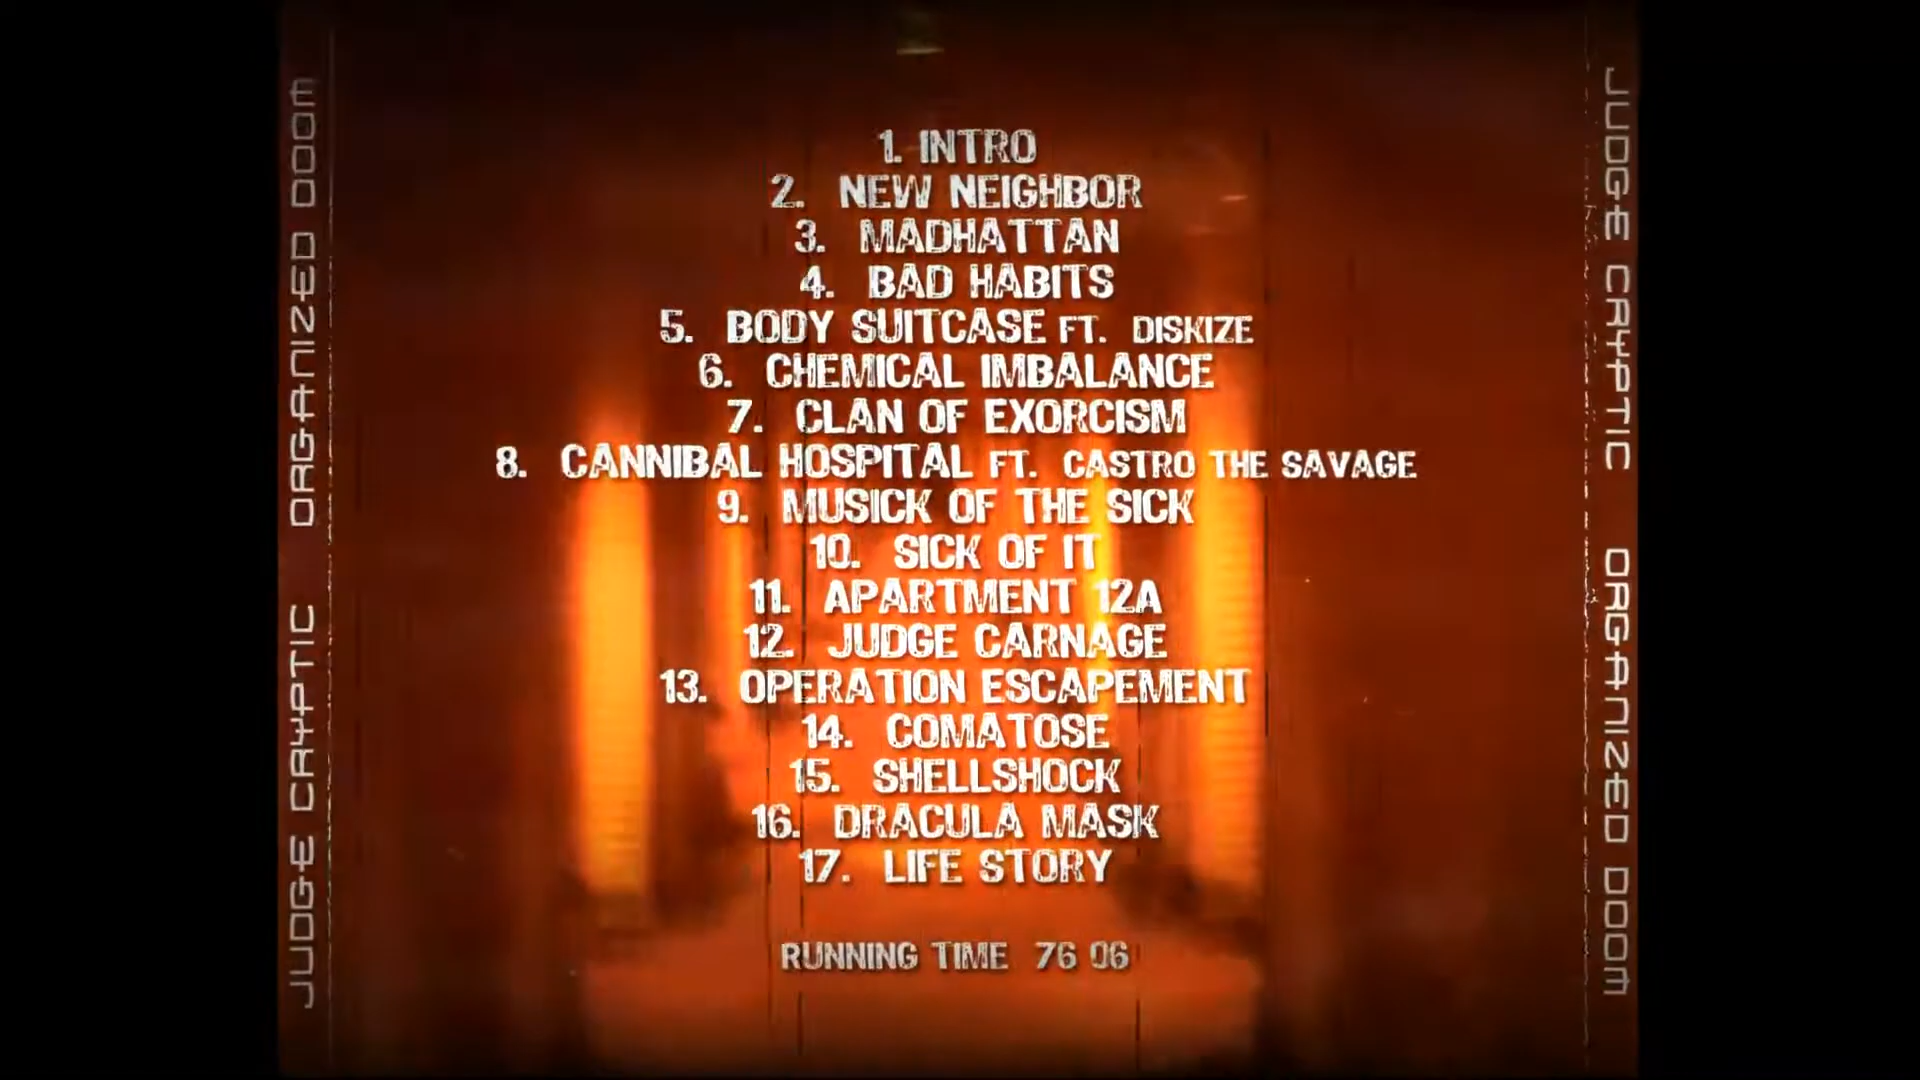 JUDGE CRYPTIC ORGANIZED DOOM
1. INTRO
2. NEW NEIGHBOR
3. MADHATTAN
4. BAD HABITS
5. BODY SUITCASE FT. DISKIZE
6. CHEMICAL IMBALANCE
7. CLAN OF EXORCISM
8. CANNIBAL HOSPITAL FT. CASTRO THE SAVAGE
9. MUSICK OF THE SICK
10. SICK OF IT
11. APARTMENT 12A
12. JUDGE CARNAGE
13. OPERATION ESCAPEMENT
14. COMATOSE
15. SHELLSHOCK
16. DRACULA MASK
17. LIFE STORY
RUNNING TIME 76 06
JUDGE CRYPTIC ORGANIZED DOOM